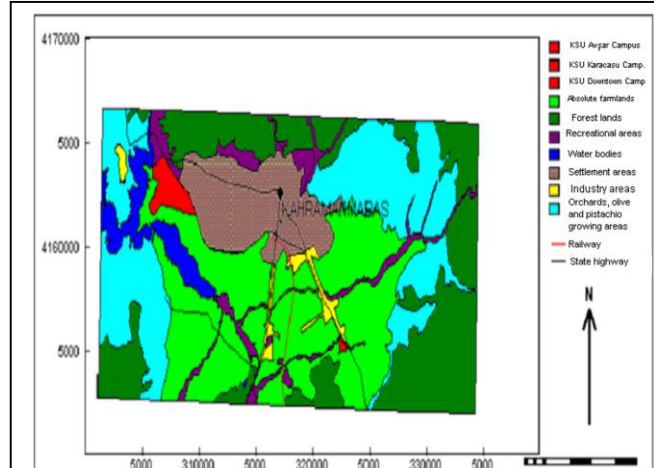 4170000
5000
4160000
5000
5000
310000
5000
320000
5000
330000
5000
KAHRAMANMARAS
KSU Avşar Campus
KSU Karacasu Camp.
KSU Downtown Camp
Absolute farmlands
Forest lands
Recreational areas
Water bodies
Settlement areas
Industry areas
Orchards, olive
and pistachio
growing areas
Railway
State highway
N